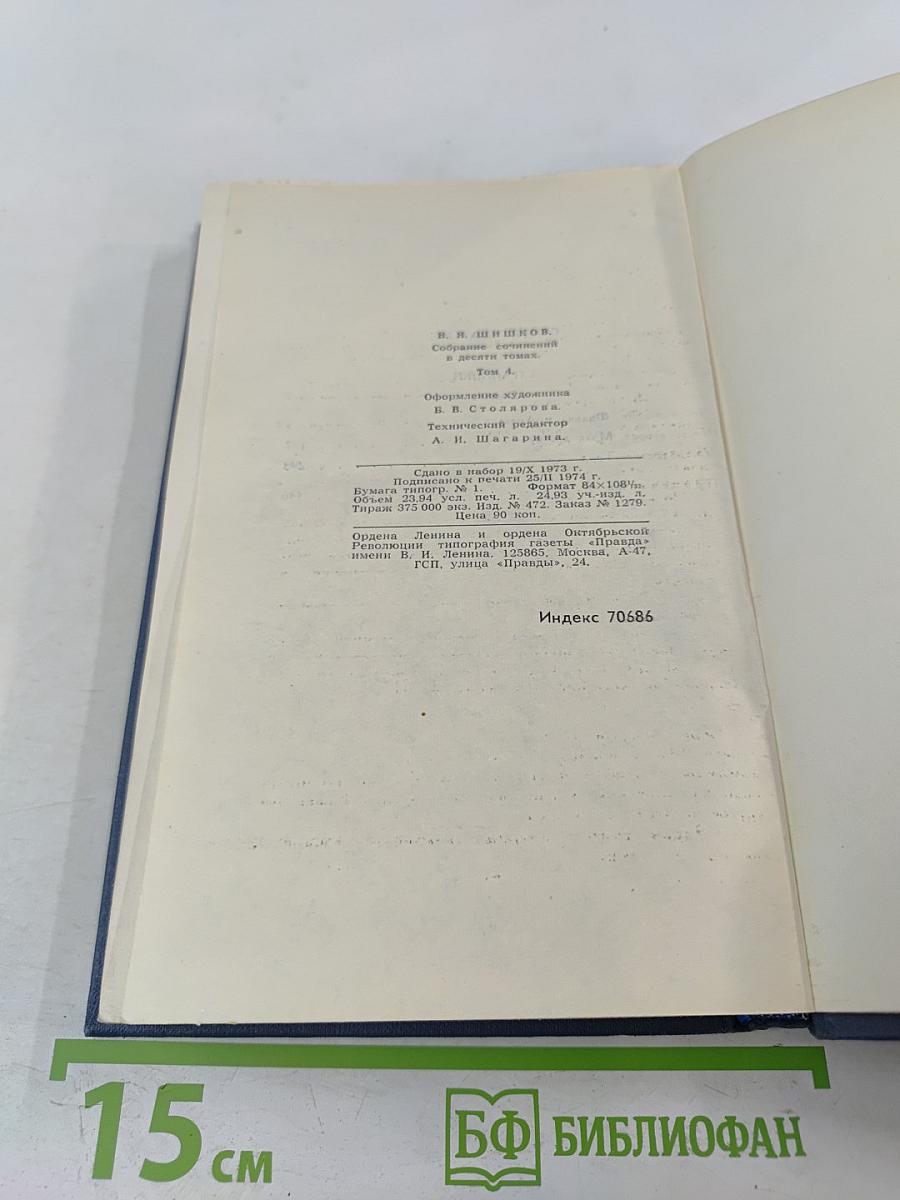 В. Я. ШИШКОВ.
Собрание сочинений
в десяти томах.
Том 4.
Оформление художника
Б. В. Столярова.
Технический редактор
А. И. Шагарина.
Сдано в набор 19/X 1973 г.
Подписано к печати 25/II 1974 г.
Бумага типогр. № 1. Формат 84×108¹/₃₂.
Объем 23,94 усл. печ. л. 24,93 уч.-изд. л.
Тираж 375 000 экз. Изд. № 472. Заказ № 1279.
Цена 90 коп.
Ордена Ленина и ордена Октябрьской
Революции типография газеты «Правда»
имени В. И. Ленина. 125865, Москва, А-47,
ГСП, улица «Правды», 24.
Индекс 70686
15 см
БФ БИБЛИОФАН